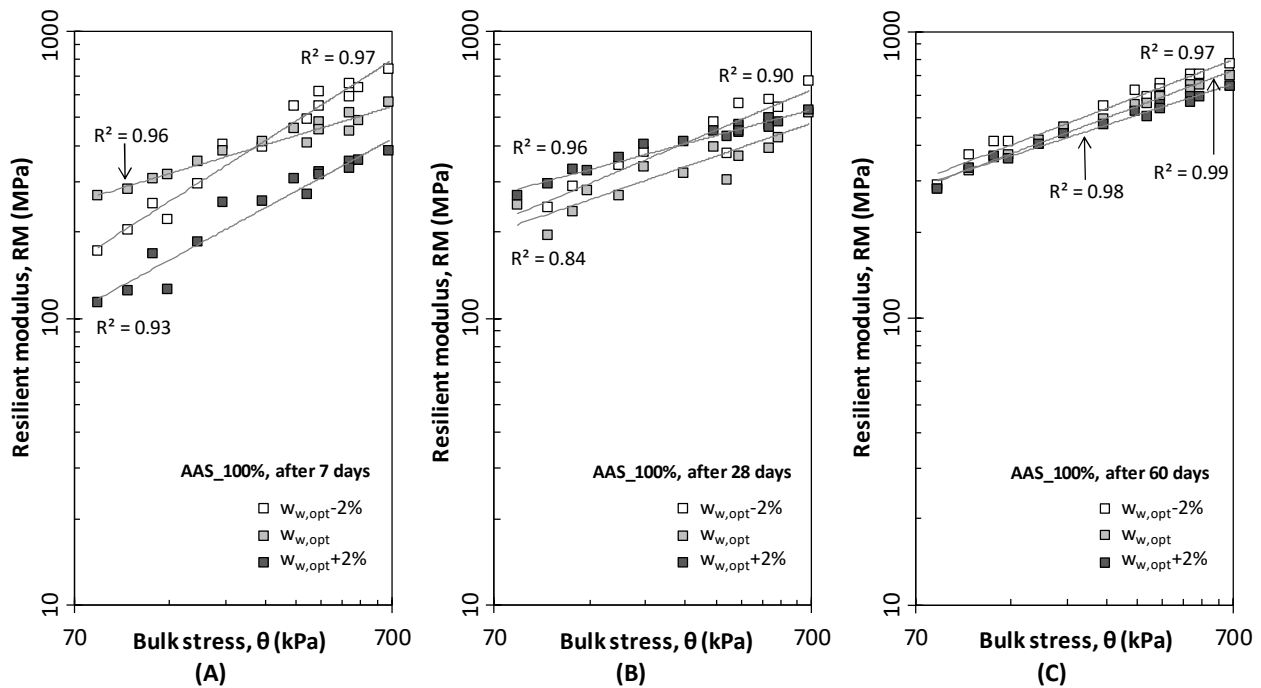 1000
100
10
Resilient modulus, RM (MPa)
R² = 0.97
R² = 0.96
R² = 0.93
AAS_100%, after 7 days
w_w,opt-2%
w_w,opt
w_w,opt+2%
70
Bulk stress, θ (kPa)
700
(A)
1000
100
10
Resilient modulus, RM (MPa)
R² = 0.90
R² = 0.96
R² = 0.84
AAS_100%, after 28 days
w_w,opt-2%
w_w,opt
w_w,opt+2%
70
Bulk stress, θ (kPa)
700
(B)
1000
100
10
Resilient modulus, RM (MPa)
R² = 0.97
R² = 0.99
R² = 0.98
AAS_100%, after 60 days
w_w,opt-2%
w_w,opt
w_w,opt+2%
70
Bulk stress, θ (kPa)
700
(C)